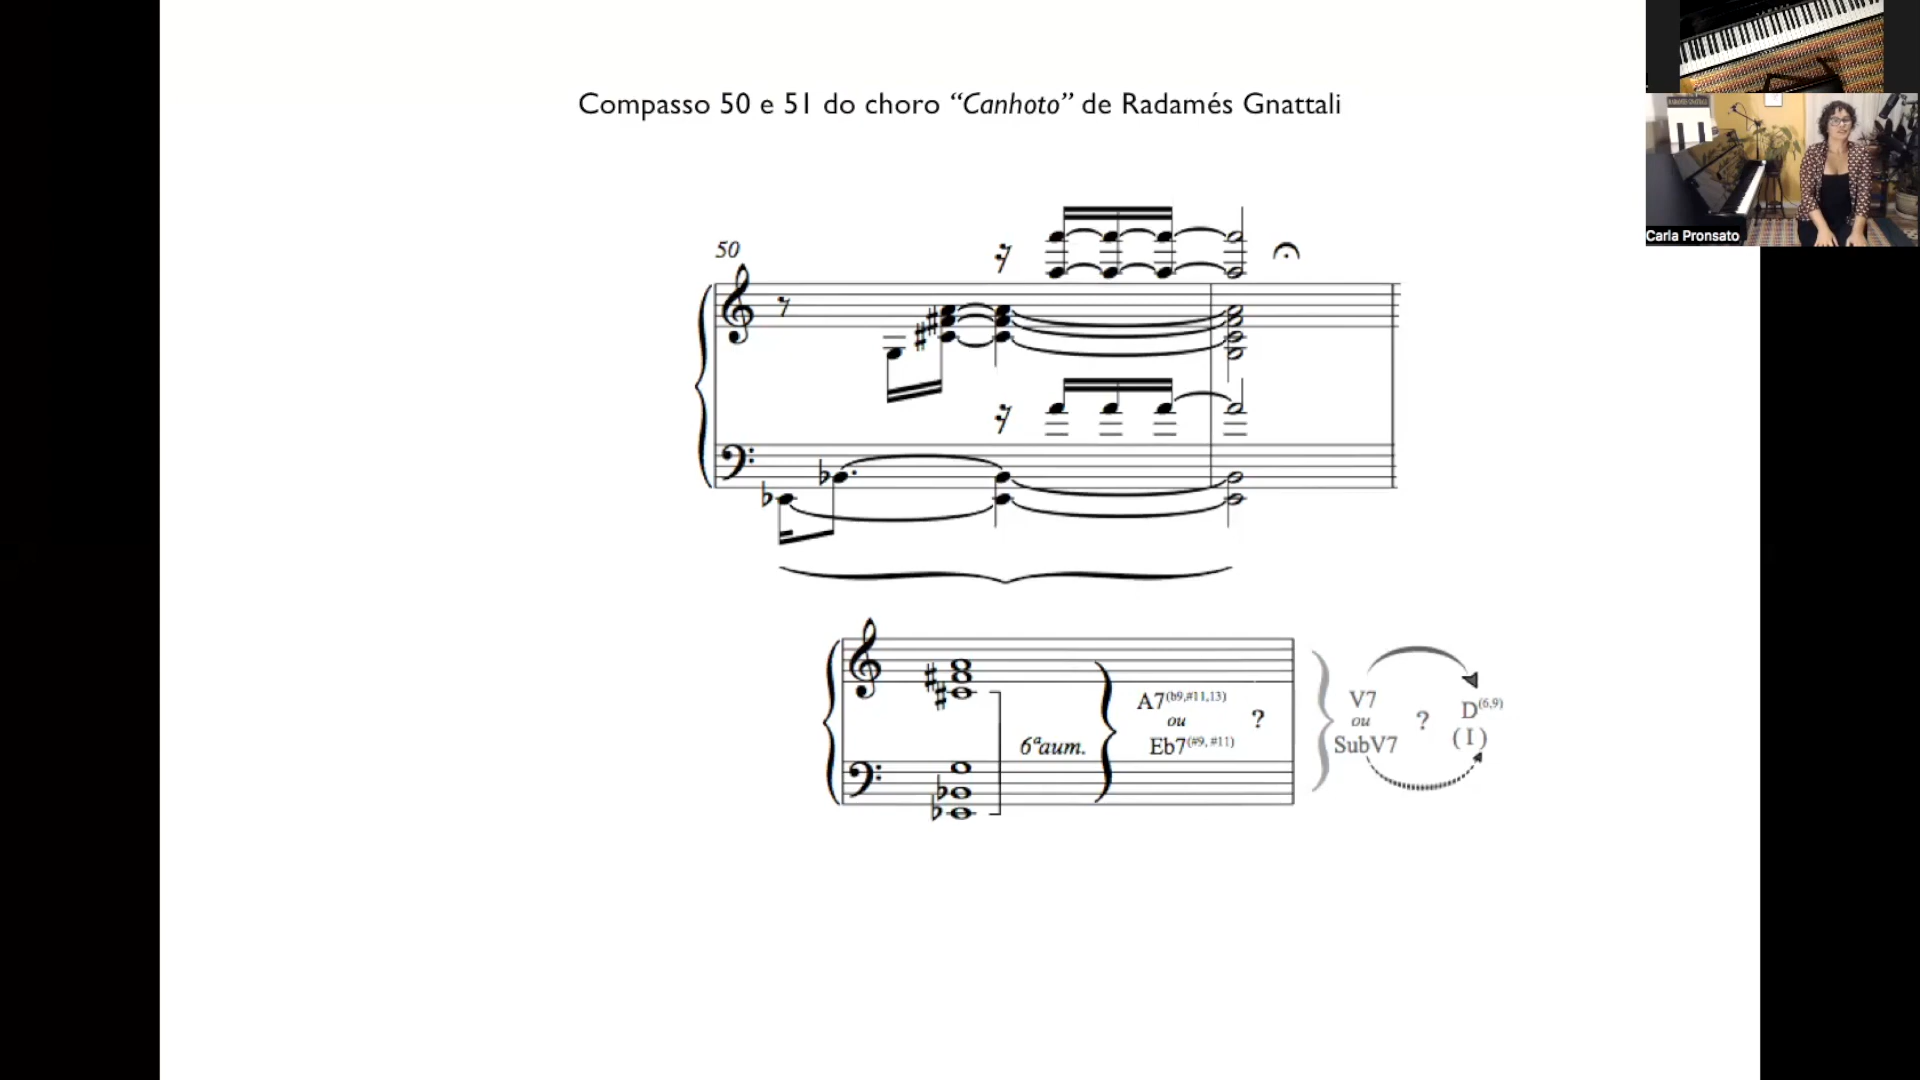 Compasso 50 e 51 do choro “Canhoto” de Radamés Gnattali
Carla Pronsato
50
6ªaum.
A7(b9,#11,13)
ou
Eb7(#9, #11)
?
V7
ou
SubV7
?
D(6,9)
( I )